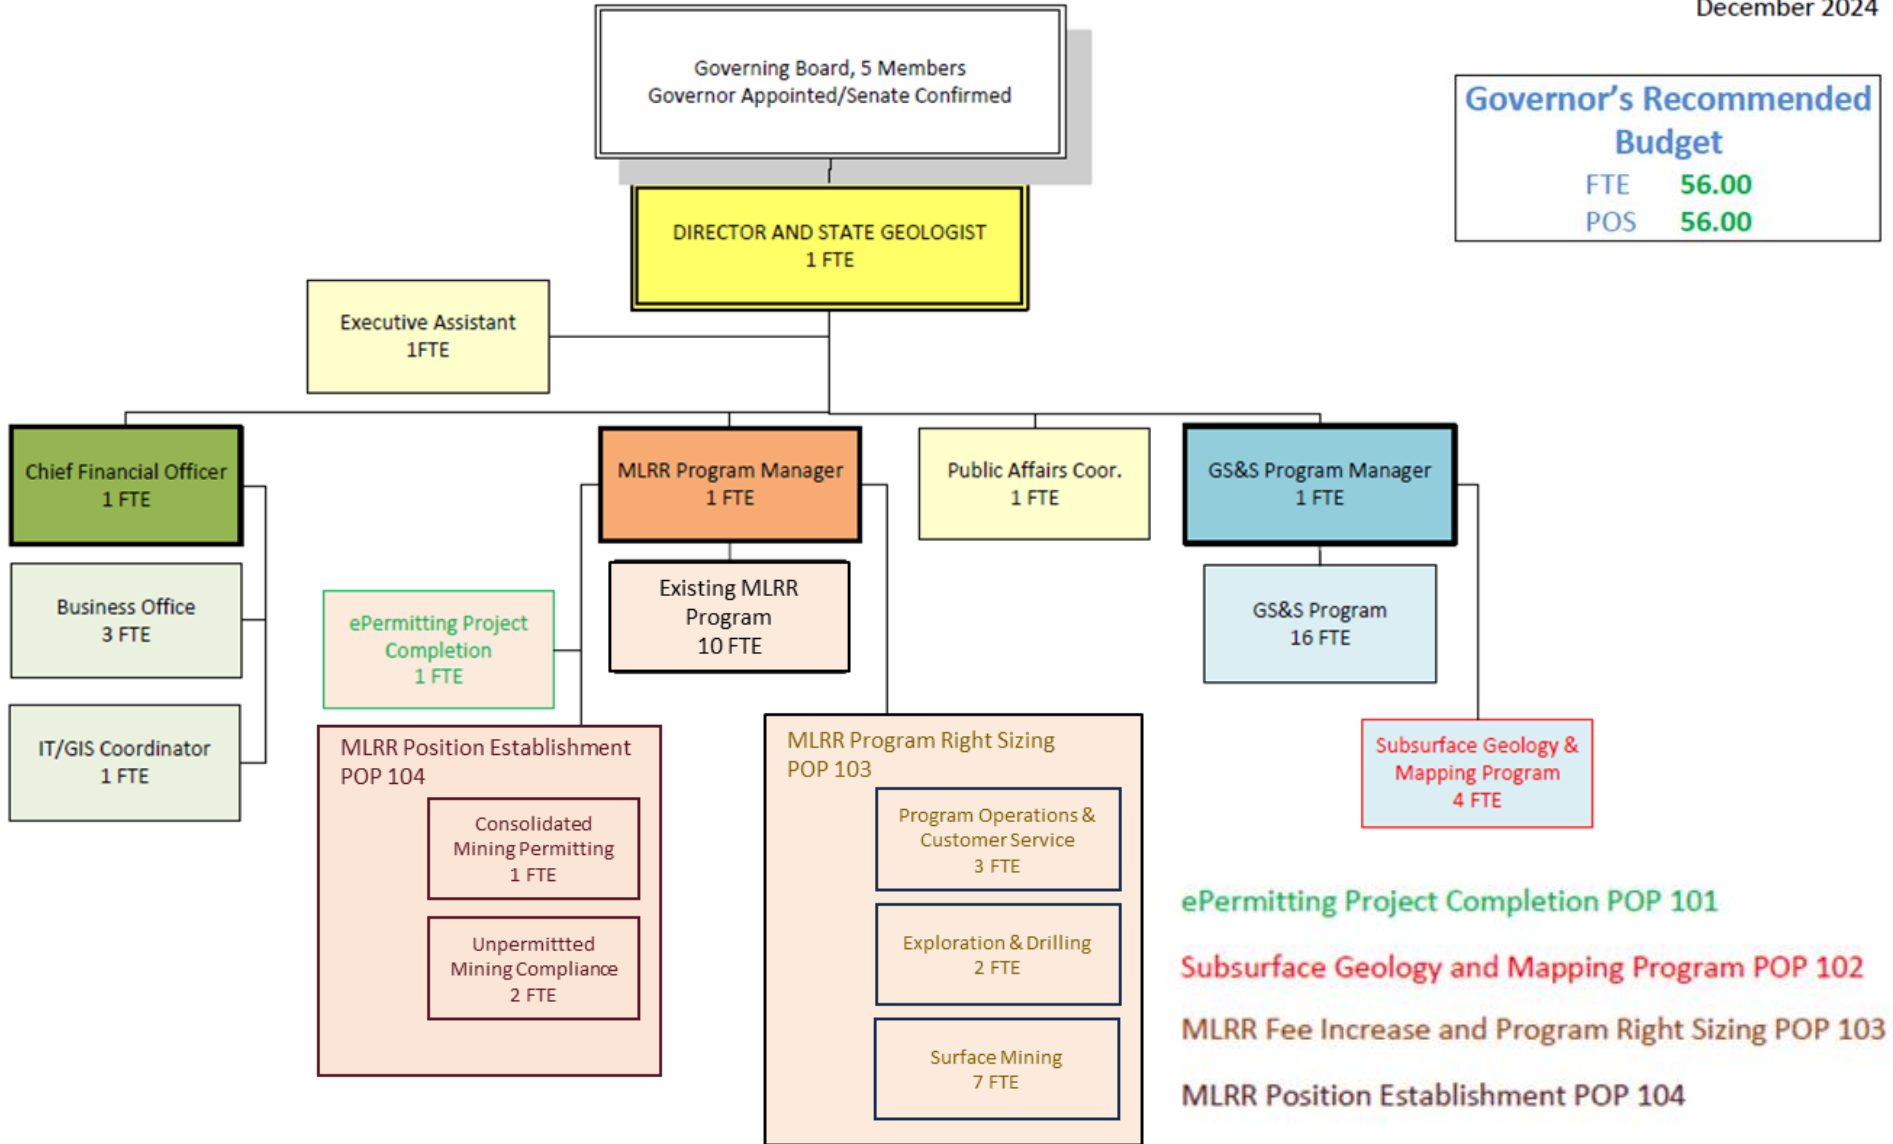 December 2024
Governing Board, 5 Members
Governor Appointed/Senate Confirmed
Governor's Recommended
Budget
FTE 56.00
POS 56.00
DIRECTOR AND STATE GEOLOGIST
1 FTE
Executive Assistant
1FTE
Chief Financial Officer
1 FTE
MLRR Program Manager
1 FTE
Public Affairs Coor.
1 FTE
GS&S Program Manager
1 FTE
Business Office
3 FTE
IT/GIS Coordinator
1 FTE
ePermitting Project
Completion
1 FTE
Existing MLRR
Program
10 FTE
GS&S Program
16 FTE
MLRR Position Establishment
POP 104
Consolidated
Mining Permitting
1 FTE
Unpermittted
Mining Compliance
2 FTE
MLRR Program Right Sizing
POP 103
Program Operations &
Customer Service
3 FTE
Exploration & Drilling
2 FTE
Surface Mining
7 FTE
Subsurface Geology &
Mapping Program
4 FTE
ePermitting Project Completion POP 101
Subsurface Geology and Mapping Program POP 102
MLRR Fee Increase and Program Right Sizing POP 103
MLRR Position Establishment POP 104